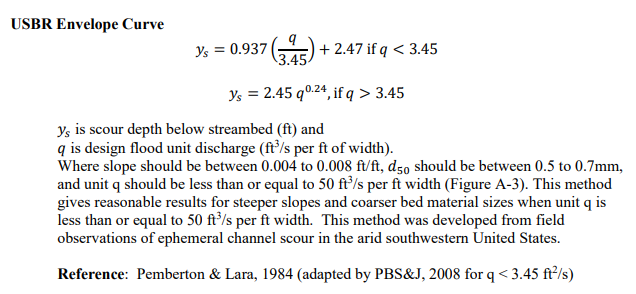 USBR Envelope Curve
yₛ = 0.937 (q/3.45) + 2.47 if q < 3.45
yₛ = 2.45 q^0.24, if q > 3.45
yₛ is scour depth below streambed (ft) and
q is design flood unit discharge (ft³/s per ft of width).
Where slope should be between 0.004 to 0.008 ft/ft, d₅₀ should be between 0.5 to 0.7mm,
and unit q should be less than or equal to 50 ft³/s per ft width (Figure A-3). This method
gives reasonable results for steeper slopes and coarser bed material sizes when unit q is
less than or equal to 50 ft³/s per ft width. This method was developed from field
observations of ephemeral channel scour in the arid southwestern United States.
Reference: Pemberton & Lara, 1984 (adapted by PBS&J, 2008 for q < 3.45 ft²/s)